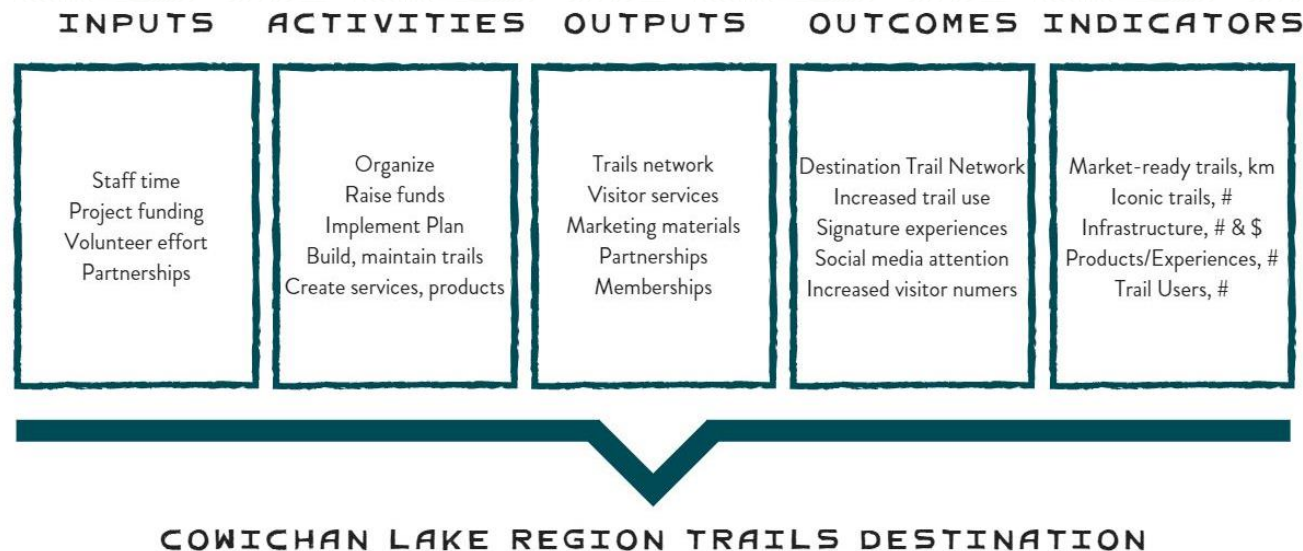 INPUTS
ACTIVITIES
OUTPUTS
OUTCOMES
INDICATORS
Staff time
Project funding
Volunteer effort
Partnerships
Organize
Raise funds
Implement Plan
Build, maintain trails
Create services, products
Trails network
Visitor services
Marketing materials
Partnerships
Memberships
Destination Trail Network
Increased trail use
Signature experiences
Social media attention
Increased visitor numers
Market-ready trails, km
Iconic trails, #
Infrastructure, # & $
Products/Experiences, #
Trail Users, #
COWICHAN LAKE REGION TRAILS DESTINATION